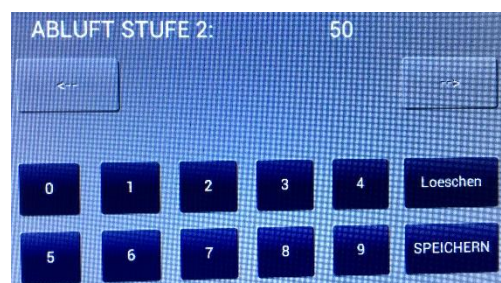 ABLUFT STUFE 2: 50
<-- -->
0 1 2 3 4 Loeschen
5 6 7 8 9 SPEICHERN